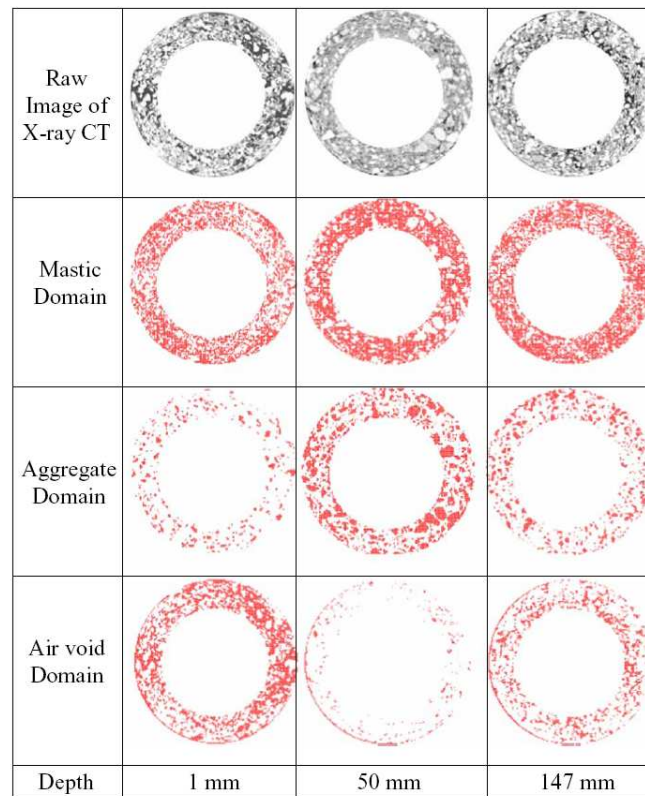 Raw
Image of
X-ray CT
Mastic
Domain
Aggregate
Domain
Air void
Domain
Depth 1 mm 50 mm 147 mm